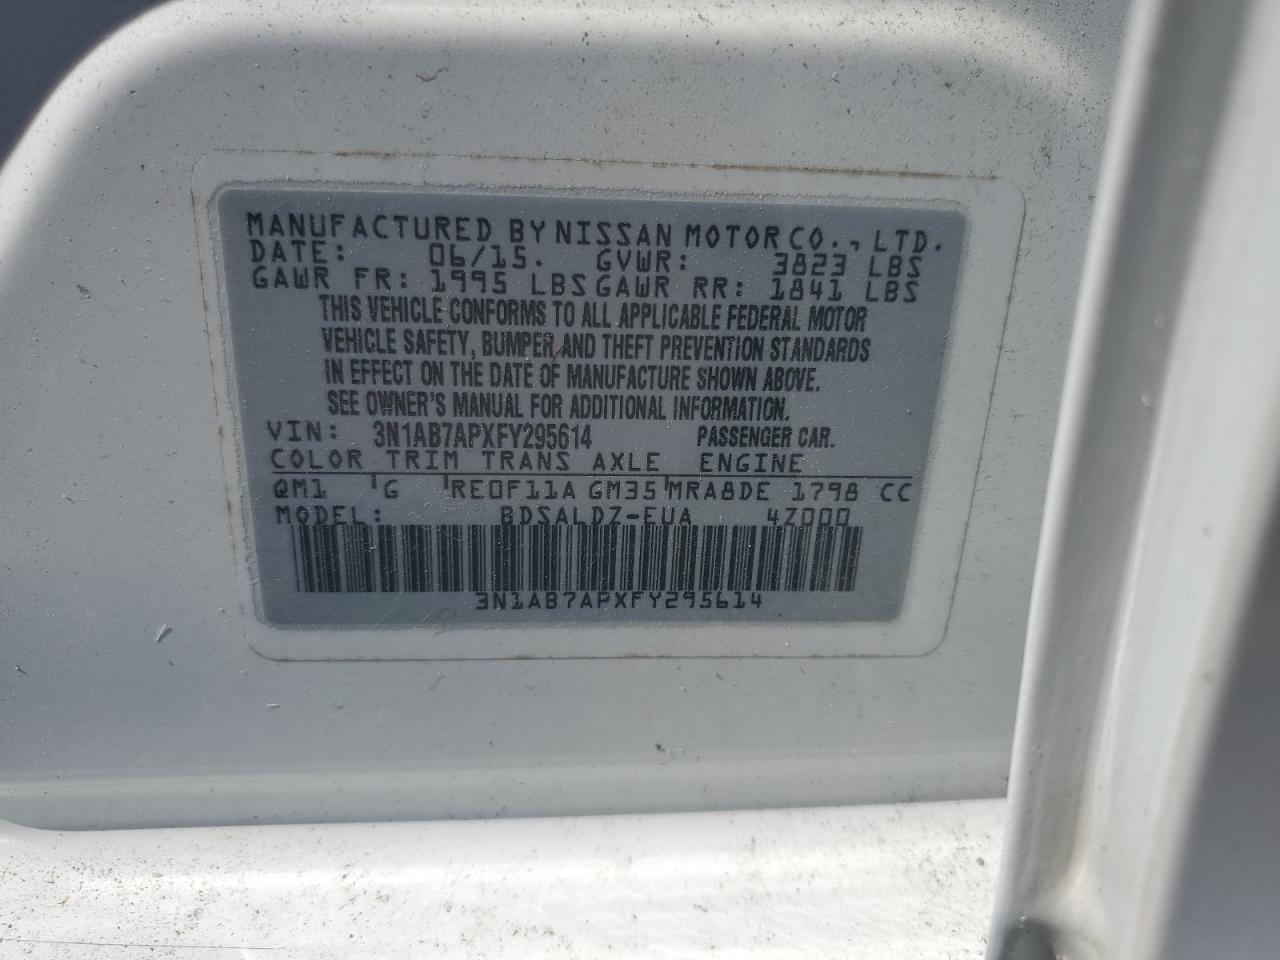 MANUFACTURED BY NISSAN MOTOR CO., LTD.
DATE: 06/15. GVWR: 3823 LBS
GAWR FR: 1995 LBS GAWR RR: 1841 LBS
THIS VEHICLE CONFORMS TO ALL APPLICABLE FEDERAL MOTOR
VEHICLE SAFETY, BUMPER, AND THEFT PREVENTION STANDARDS
IN EFFECT ON THE DATE OF MANUFACTURE SHOWN ABOVE.
SEE OWNER'S MANUAL FOR ADDITIONAL INFORMATION.
VIN: 3N1AB7APXFY295614 PASSENGER CAR.
COLOR TRIM TRANS AXLE ENGINE
QM1 G RE0F11A GM35 MRA8DE 1798 CC
MODEL: BDSALDZ-EUA 4Z000
3N1AB7APXFY295614